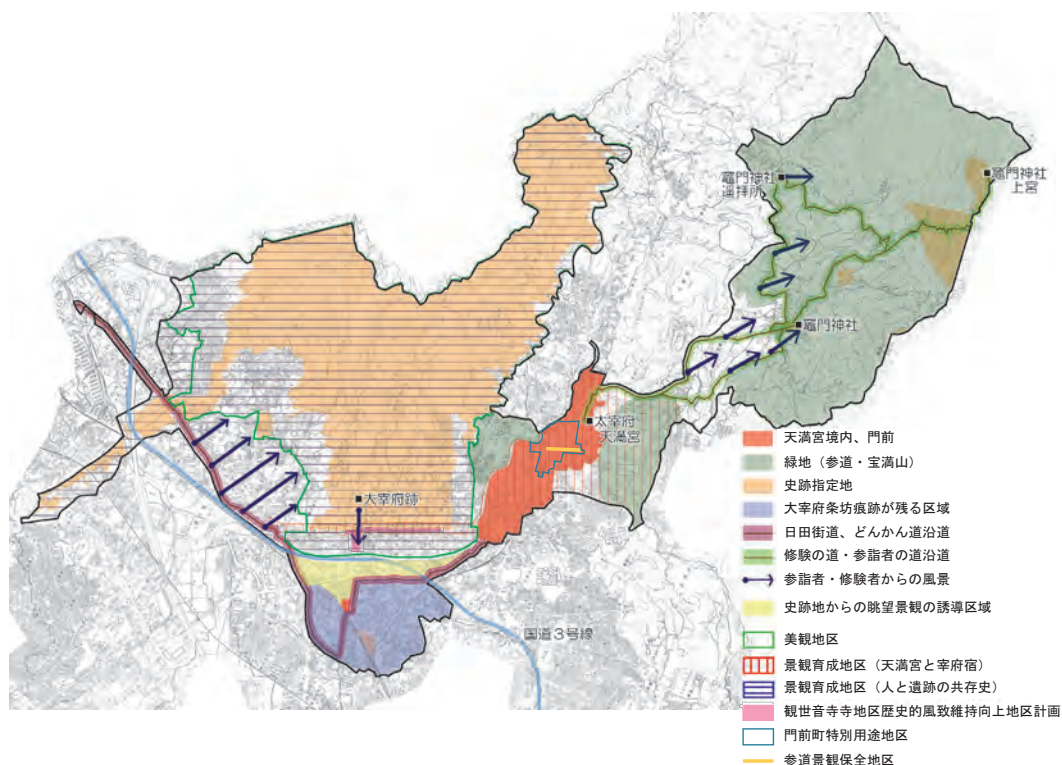 竈門神社
遥拝所
竈門神社
上宮
竈門神社
太宰府
天満宮
大宰府跡
国道3号線
天満宮境内、門前
緑地（参道・宝満山）
史跡指定地
大宰府条坊痕跡が残る区域
日田街道、どんかん道沿道
修験の道・参詣者の道沿道
参詣者・修験者からの風景
史跡地からの眺望景観の誘導区域
美観地区
景観育成地区（天満宮と宰府宿）
景観育成地区（人と遺跡の共存史）
観世音寺地区歴史的風致維持向上地区計画
門前町特別用途地区
参道景観保全地区